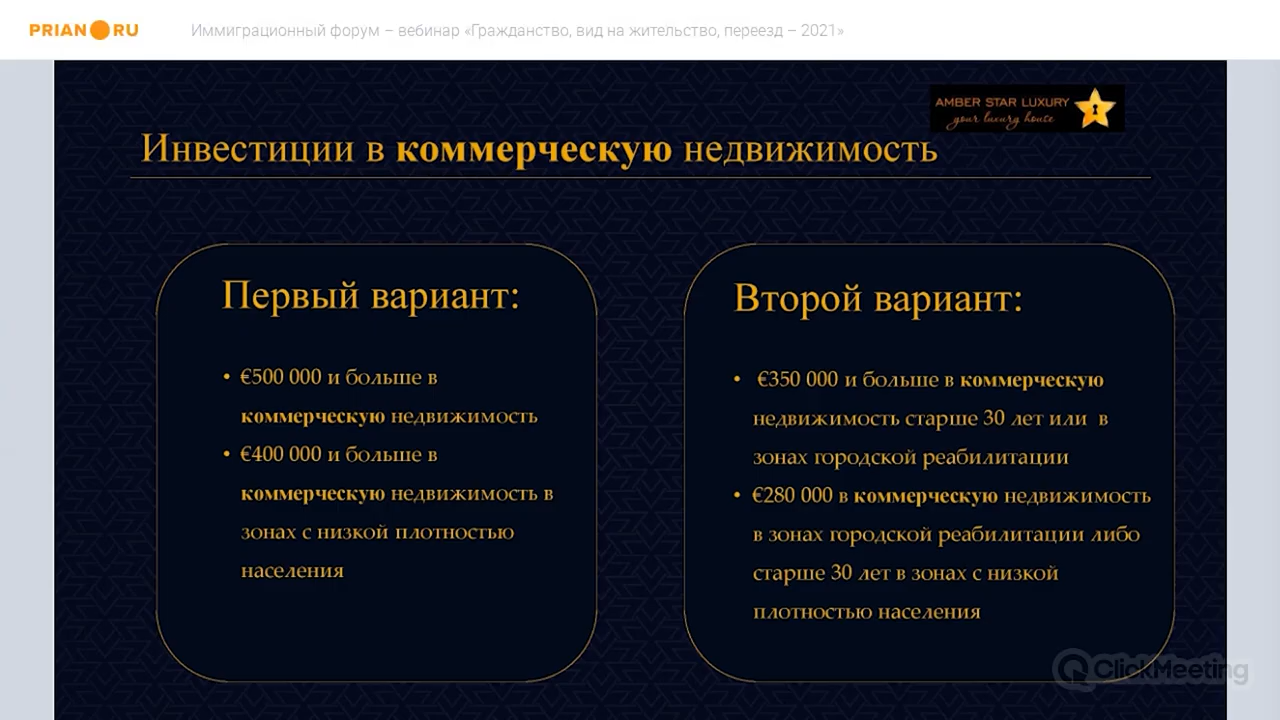 PRIAN RU
Иммиграционный форум – вебинар «Гражданство, вид на жительство, переезд – 2021»
AMBER STAR LUXURY
your luxury house
Инвестиции в коммерческую недвижимость
Первый вариант:
• €500 000 и больше в
коммерческую недвижимость
• €400 000 и больше в
коммерческую недвижимость в
зонах с низкой плотностью
населения
Второй вариант:
• €350 000 и больше в коммерческую
недвижимость старше 30 лет или в
зонах городской реабилитации
• €280 000 в коммерческую недвижимость
в зонах городской реабилитации либо
старше 30 лет в зонах с низкой
плотностью населения
ClickMeeting